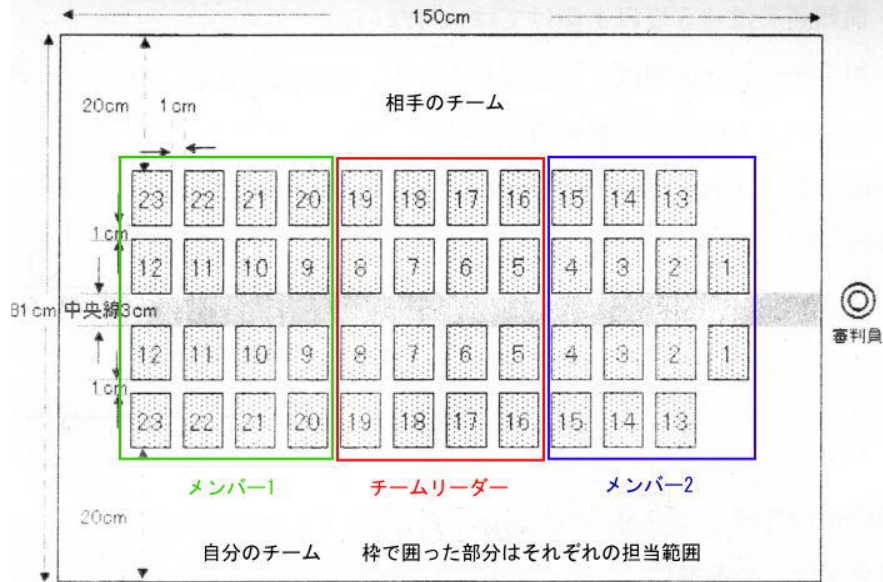 150cm
20cm 1cm
相手のチーム
23 22 21 20 19 18 17 16 15 14 13
1cm
12 11 10 9 8 7 6 5 4 3 2 1
81cm 中央線3cm
審判員
12 11 10 9 8 7 6 5 4 3 2 1
1cm
23 22 21 20 19 18 17 16 15 14 13
メンバー1 チームリーダー メンバー2
20cm
自分のチーム 枠で囲った部分はそれぞれの担当範囲